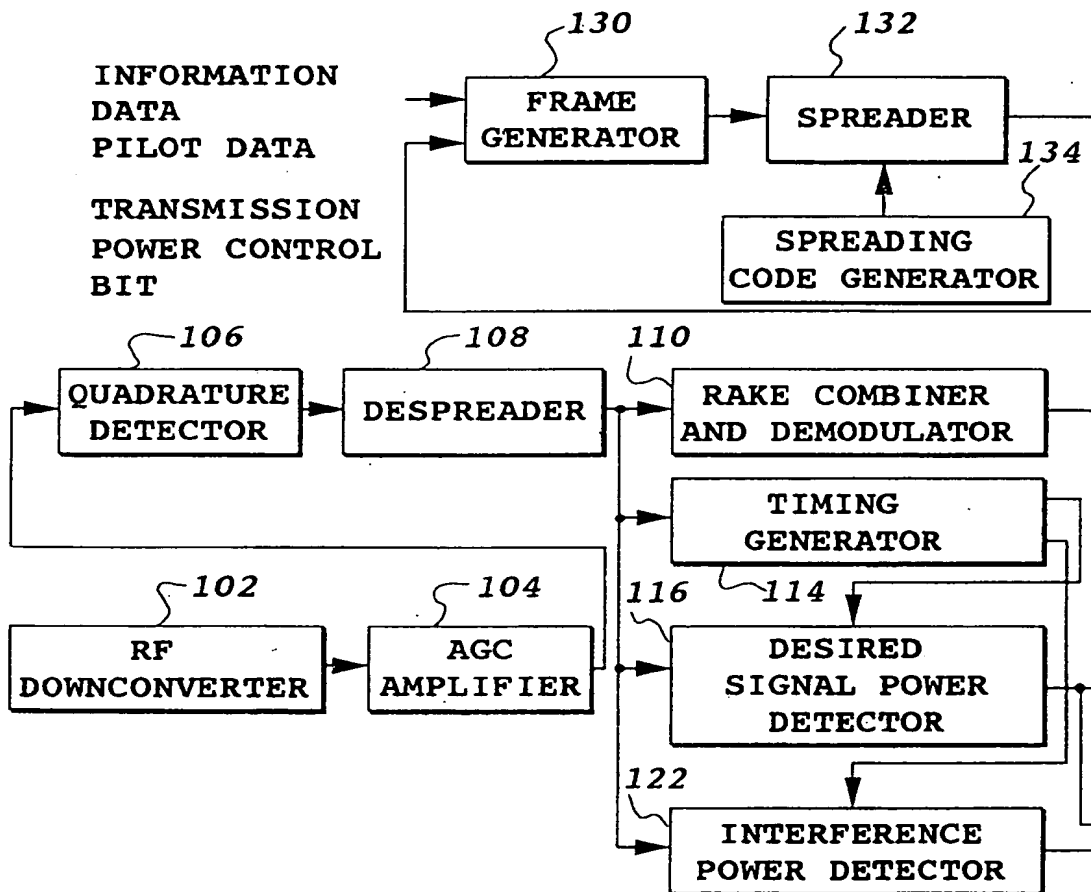 130
132
INFORMATION
DATA
PILOT DATA
FRAME
GENERATOR
SPREADER
134
TRANSMISSION
POWER CONTROL
BIT
SPREADING
CODE GENERATOR
106
108
110
QUADRATURE
DETECTOR
DESPREADER
RAKE COMBINER
AND DEMODULATOR
TIMING
GENERATOR
102
104
116
114
RF
DOWNCONVERTER
AGC
AMPLIFIER
DESIRED
SIGNAL POWER
DETECTOR
122
INTERFERENCE
POWER DETECTOR